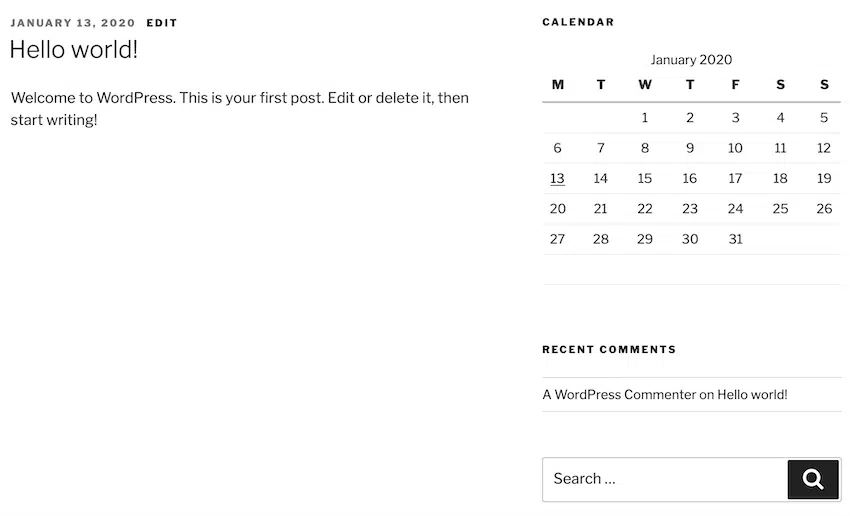 JANUARY 13, 2020 EDIT
Hello world!
Welcome to WordPress. This is your first post. Edit or delete it, then
start writing!
CALENDAR
January 2020
M T W T F S S
1 2 3 4 5
6 7 8 9 10 11 12
13 14 15 16 17 18 19
20 21 22 23 24 25 26
27 28 29 30 31
RECENT COMMENTS
A WordPress Commenter on Hello world!
Search …